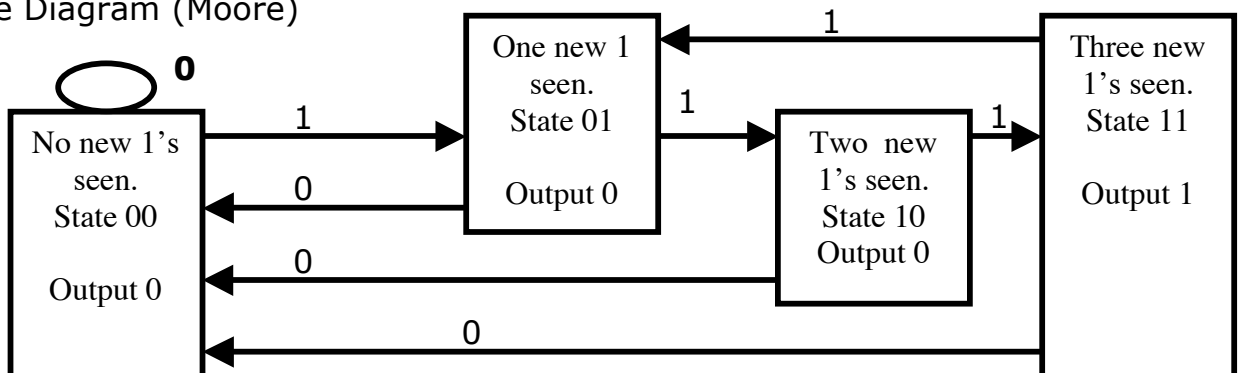 e Diagram (Moore)
0
No new 1's
seen.
State 00
Output 0
1
0
0
0
One new 1
seen.
State 01
Output 0
1
1
Two new
1’s seen.
State 10
Output 0
1
Three new
1’s seen.
State 11
Output 1